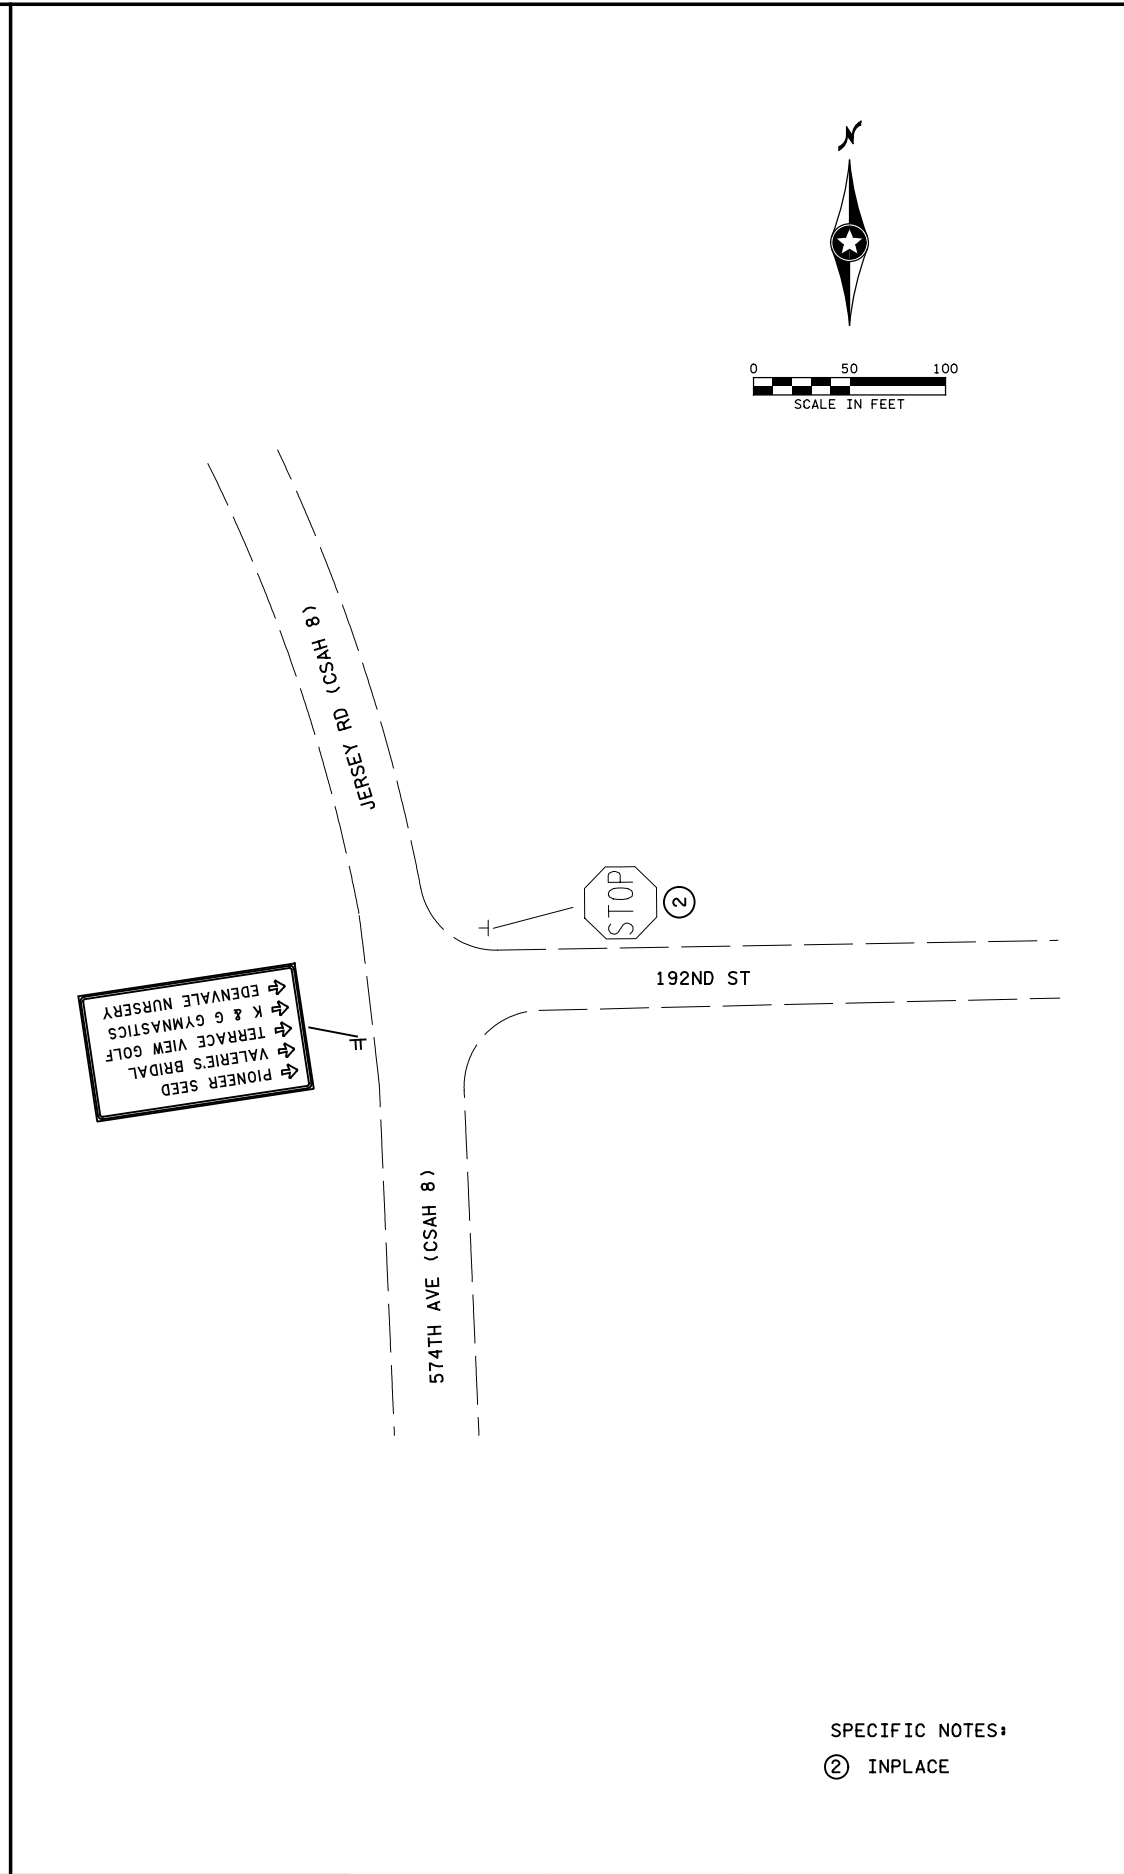 N
0 50 100
SCALE IN FEET
JERSEY RD (CSAH 8)
STOP
2
192ND ST
PIONEER SEED
VALERIE'S BRIDAL
TERRACE VIEW GOLF
K & G GYMNASTICS
EDENVALE NURSERY
574TH AVE (CSAH 8)
SPECIFIC NOTES:
2 INPLACE